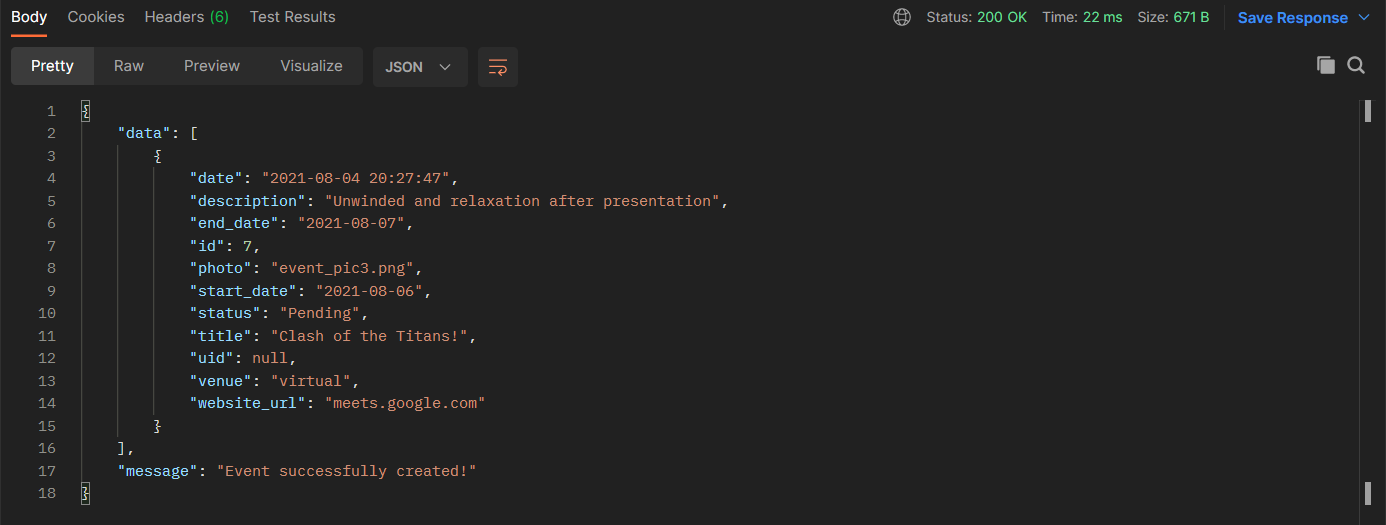 Body Cookies Headers (6) Test Results Status: 200 OK Time: 22 ms Size: 671 B Save Response
Pretty Raw Preview Visualize JSON
1 {
2 "data": [
3 {
4 "date": "2021-08-04 20:27:47",
5 "description": "Unwinded and relaxation after presentation",
6 "end_date": "2021-08-07",
7 "id": 7,
8 "photo": "event_pic3.png",
9 "start_date": "2021-08-06",
10 "status": "Pending",
11 "title": "Clash of the Titans!",
12 "uid": null,
13 "venue": "virtual",
14 "website_url": "meets.google.com"
15 }
16 ],
17 "message": "Event successfully created!"
18 }